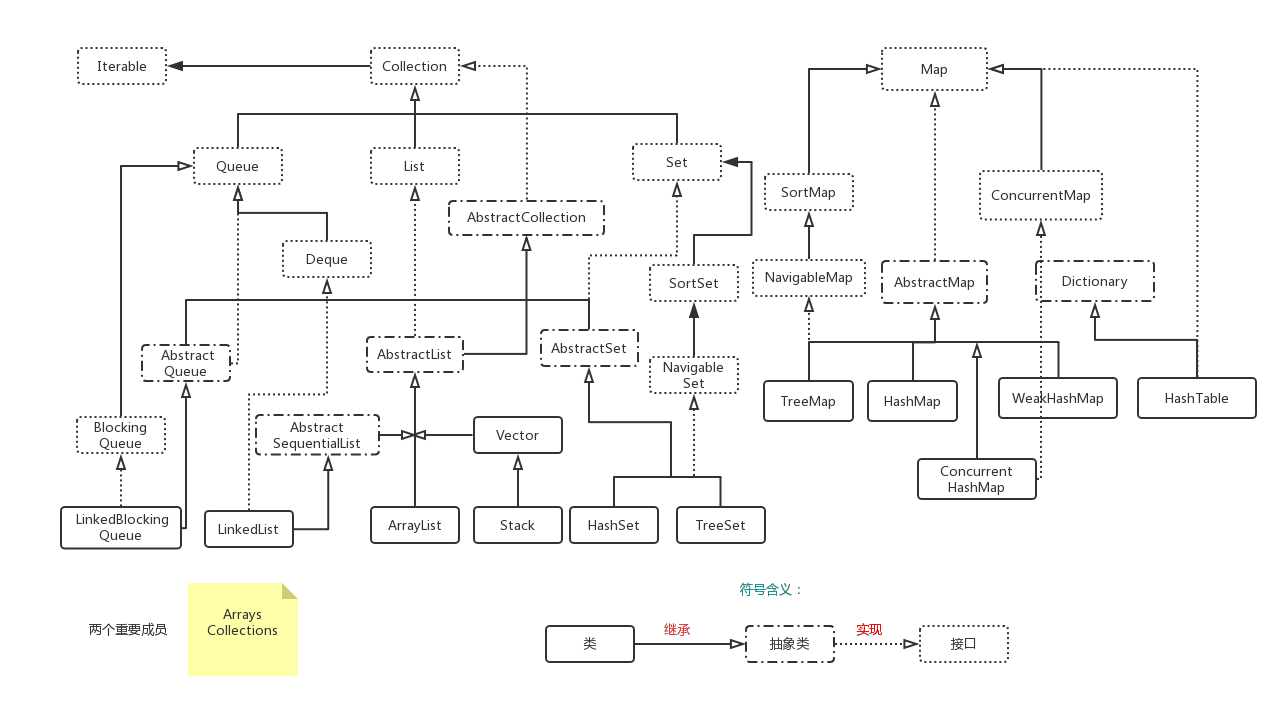 Iterable
Collection
Map
Queue
List
Set
SortMap
ConcurrentMap
AbstractCollection
Deque
SortSet
NavigableMap
AbstractMap
Dictionary
Abstract
Queue
AbstractList
AbstractSet
Navigable
Set
TreeMap
HashMap
WeakHashMap
HashTable
Blocking
Queue
Abstract
SequentialList
Vector
Concurrent
HashMap
LinkedBlocking
Queue
LinkedList
ArrayList
Stack
HashSet
TreeSet
符号含义：
两个重要成员
Arrays
Collections
类
继承
抽象类
实现
接口